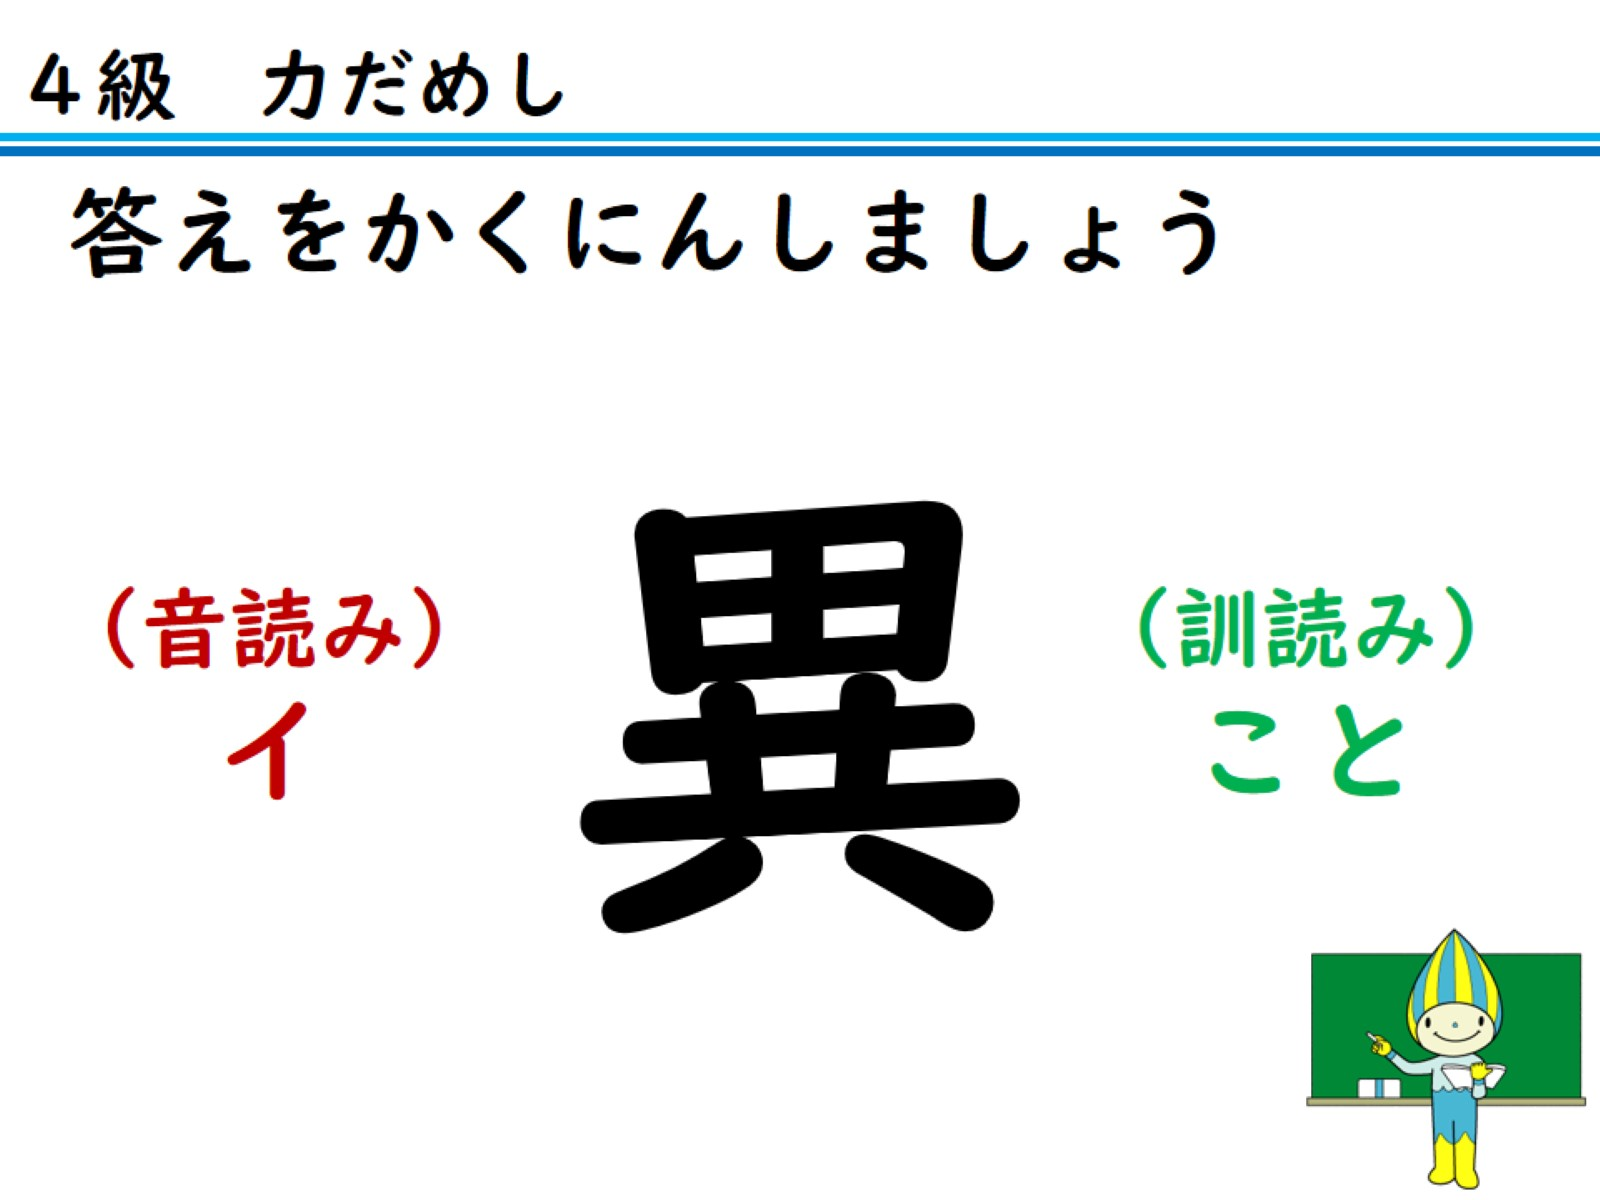 ４級　力だめし
答えをかくにんしましょう
異
（音読み）
イ
（訓読み）
こと